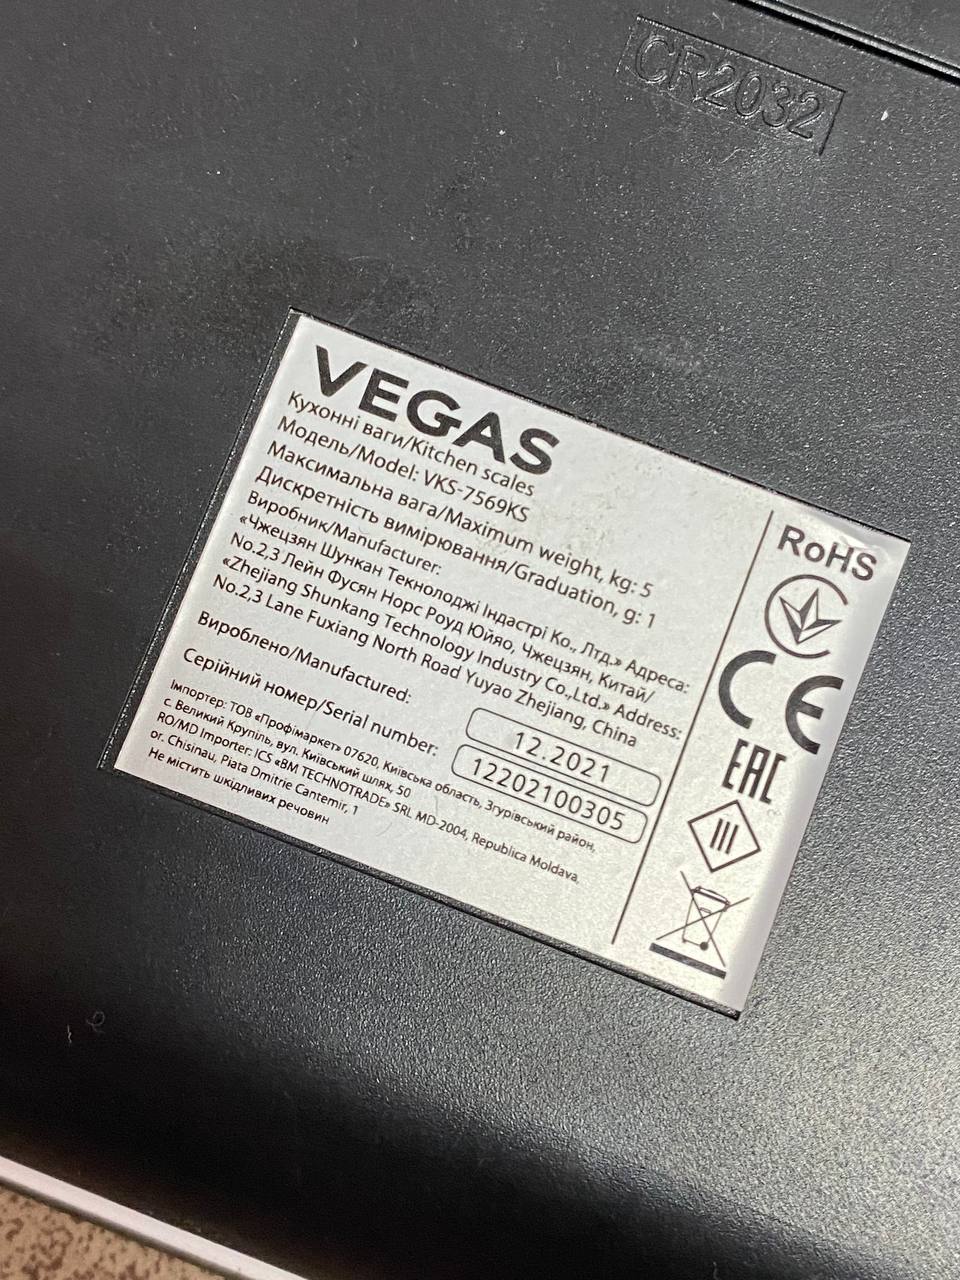 CR2032
VEGAS
Кухонні ваги/Kitchen scales
Модель/Model: VKS-7569KS
Максимальна вага/Maximum weight, kg: 5
Дискретність вимірювання/Graduation, g: 1
Виробник/Manufacturer:
«Чжецзян Шункан Текнолоджі Індастрі Ко., Лтд.» Адреса:
No.2,3 Лейн Фусян Норс Роуд Юйяо, Чжецзян, Китай/
«Zhejiang Shunkang Technology Industry Co.,Ltd.» Address:
No.2,3 Lane Fuxiang North Road Yuyao Zhejiang, China
Вироблено/Manufactured: 12.2021
Серійний номер/Serial number: 12202100305
Імпортер: ТОВ «Профімаркет» 07620, Київська область, Згурівський район,
с. Великий Крупіль, вул. Київський шлях, 50
RO/MD Importer: ICS «BM TECHNOTRADE» SRL MD-2004, Republica Moldava,
or. Chisinau, Piata Dmitrie Cantemir, 1
Не містить шкідливих речовин
RoHS
CE
EAC
III